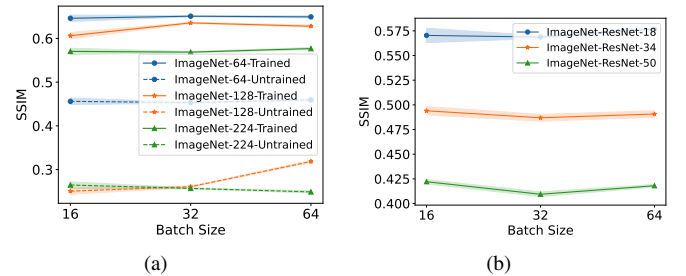 0.6
0.5
0.4
0.3
SSIM
ImageNet-64-Trained
ImageNet-64-Untrained
ImageNet-128-Trained
ImageNet-128-Untrained
ImageNet-224-Trained
ImageNet-224-Untrained
16
32
64
Batch Size
(a)
0.575
0.550
0.525
0.500
0.475
0.450
0.425
0.400
SSIM
ImageNet-ResNet-18
ImageNet-ResNet-34
ImageNet-ResNet-50
16
32
64
Batch Size
(b)